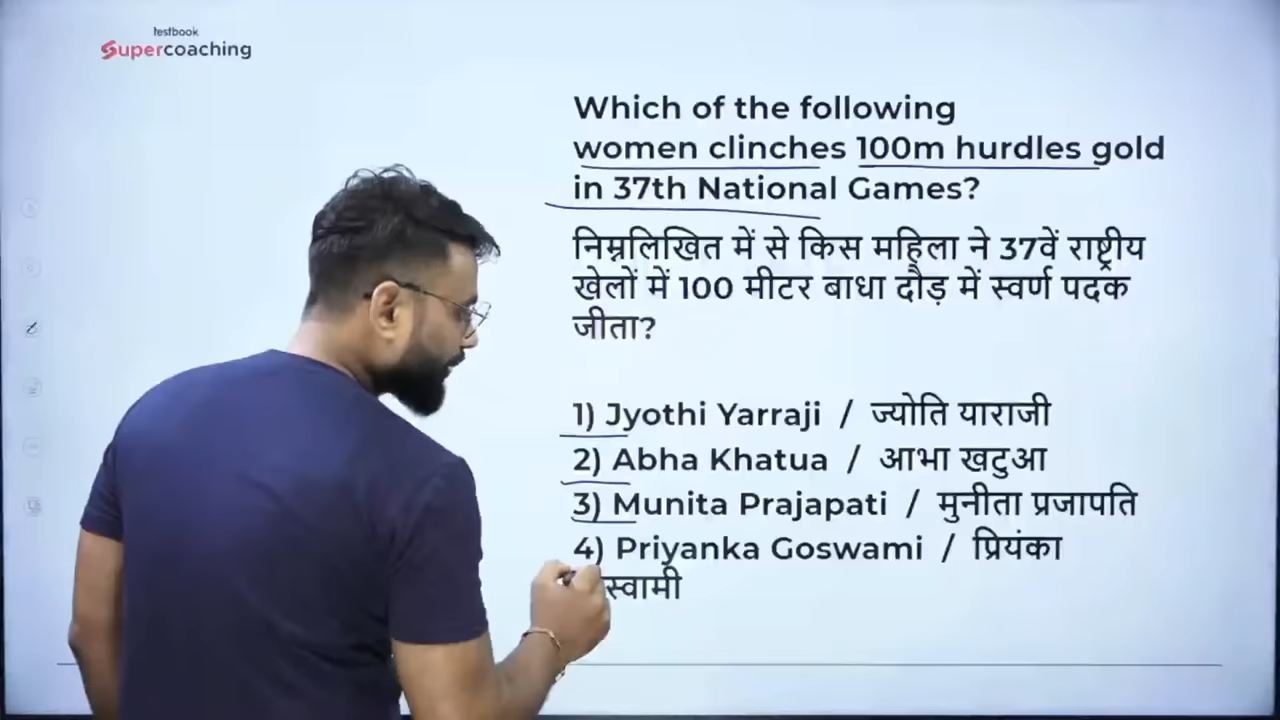 testbook
Supercoaching
Which of the following
women clinches 100m hurdles gold
in 37th National Games?
निम्नलिखित में से किस महिला ने 37वें राष्ट्रीय
खेलों में 100 मीटर बाधा दौड़ में स्वर्ण पदक
जीता?
1) Jyothi Yarraji / ज्योति याराजी
2) Abha Khatua / आभा खटुआ
3) Munita Prajapati / मुनीता प्रजापति
4) Priyanka Goswami / प्रियंका
स्वामी